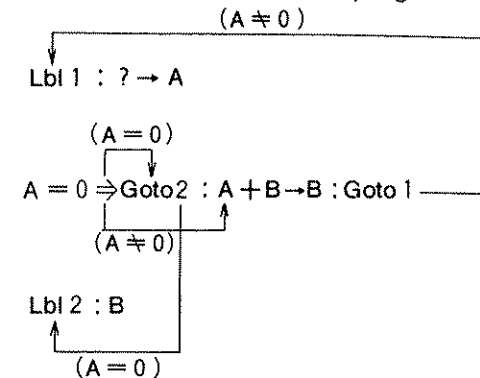 (A ≠ 0)
Lbl 1 : ? → A
(A = 0)
A = 0 ⇒ Goto 2 : A + B → B : Goto 1
(A ≠ 0)
Lbl 2 : B
(A = 0)